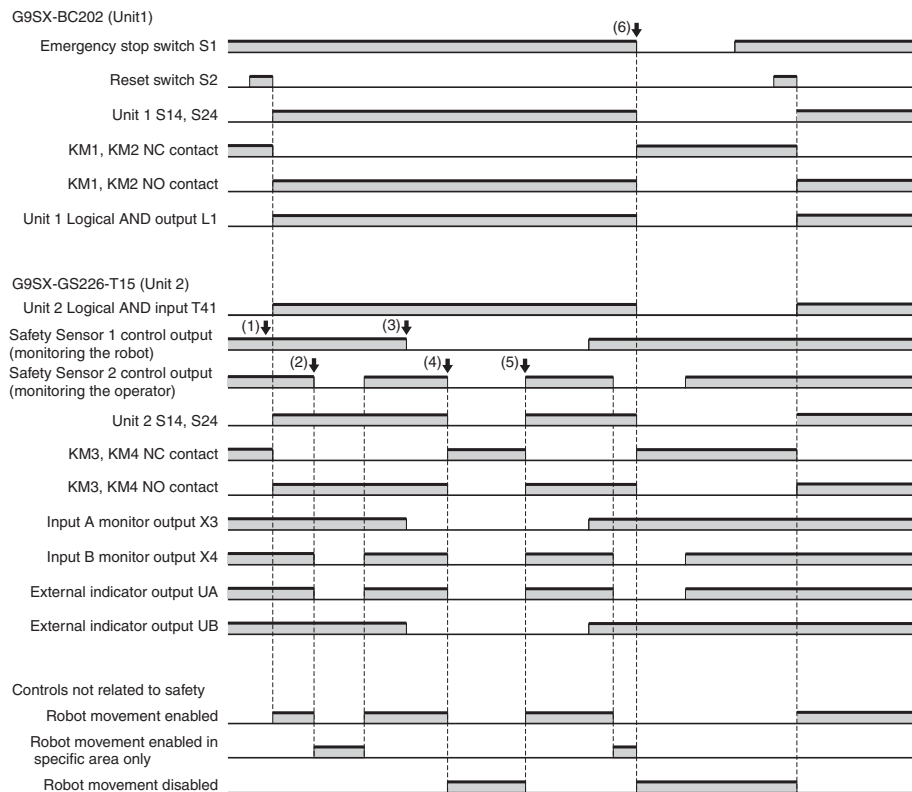 G9SX-BC202 (Unit1)
(6)
Emergency stop switch S1
Reset switch S2
Unit 1 S14, S24
KM1, KM2 NC contact
KM1, KM2 NO contact
Unit 1 Logical AND output L1
G9SX-GS226-T15 (Unit 2)
Unit 2 Logical AND input T41
(1)
(3)
Safety Sensor 1 control output
(monitoring the robot)
(2)
(4)
(5)
Safety Sensor 2 control output
(monitoring the operator)
Unit 2 S14, S24
KM3, KM4 NC contact
KM3, KM4 NO contact
Input A monitor output X3
Input B monitor output X4
External indicator output UA
External indicator output UB
Controls not related to safety
Robot movement enabled
Robot movement enabled in
specific area only
Robot movement disabled